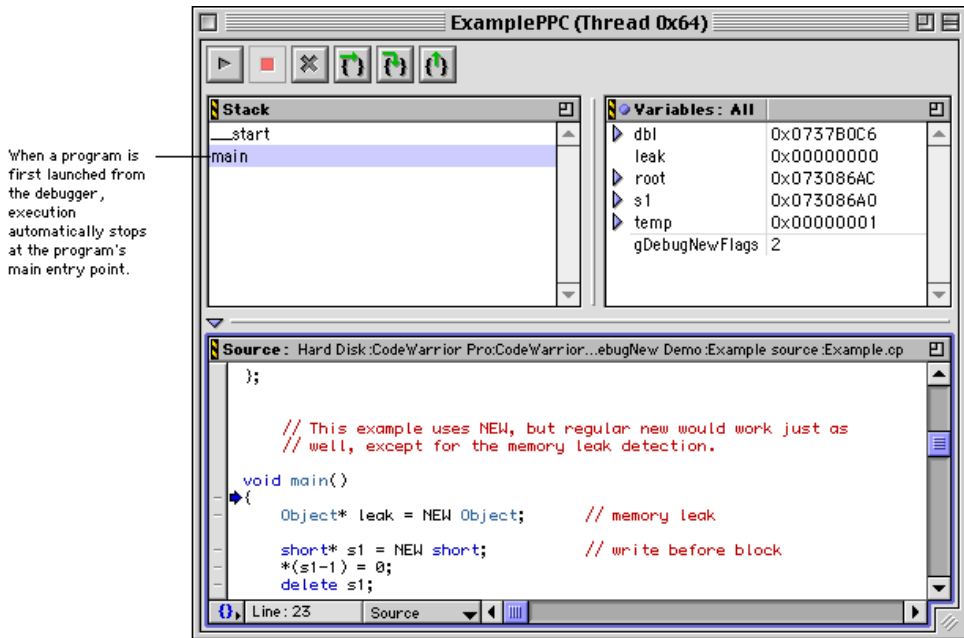 ExamplePPC (Thread 0x64)
When a program is
first launched from
the debugger,
execution
automatically stops
at the program's
main entry point.
Stack
__start
main
Variables: All
dbl 0x0737B0C6
leak 0x00000000
root 0x073086AC
s1 0x073086A0
temp 0x00000001
gDebugNewFlags 2
Source: Hard Disk:CodeWarrior Pro:CodeWarrior...ebugNew Demo:Example source:Example.cp
};
// This example uses NEW, but regular new would work just as
// well, except for the memory leak detection.
void main()
{
Object* leak = NEW Object; // memory leak
short* s1 = NEW short; // write before block
*(s1-1) = 0;
delete s1;
Line: 23 Source